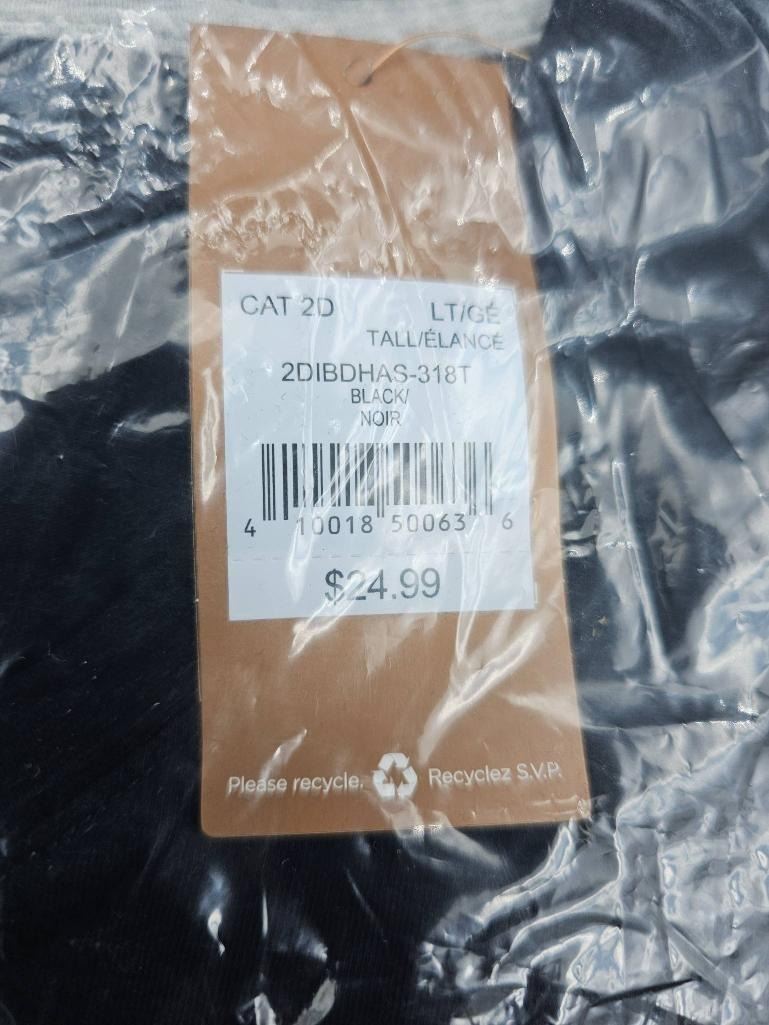 CAT 2D LT/GÉ
TALL/ÉLANCÉ
2DIBDHAS-318T
BLACK/
NOIR
4 10018 50063 6
$24.99
Please recycle. Recyclez S.V.P.